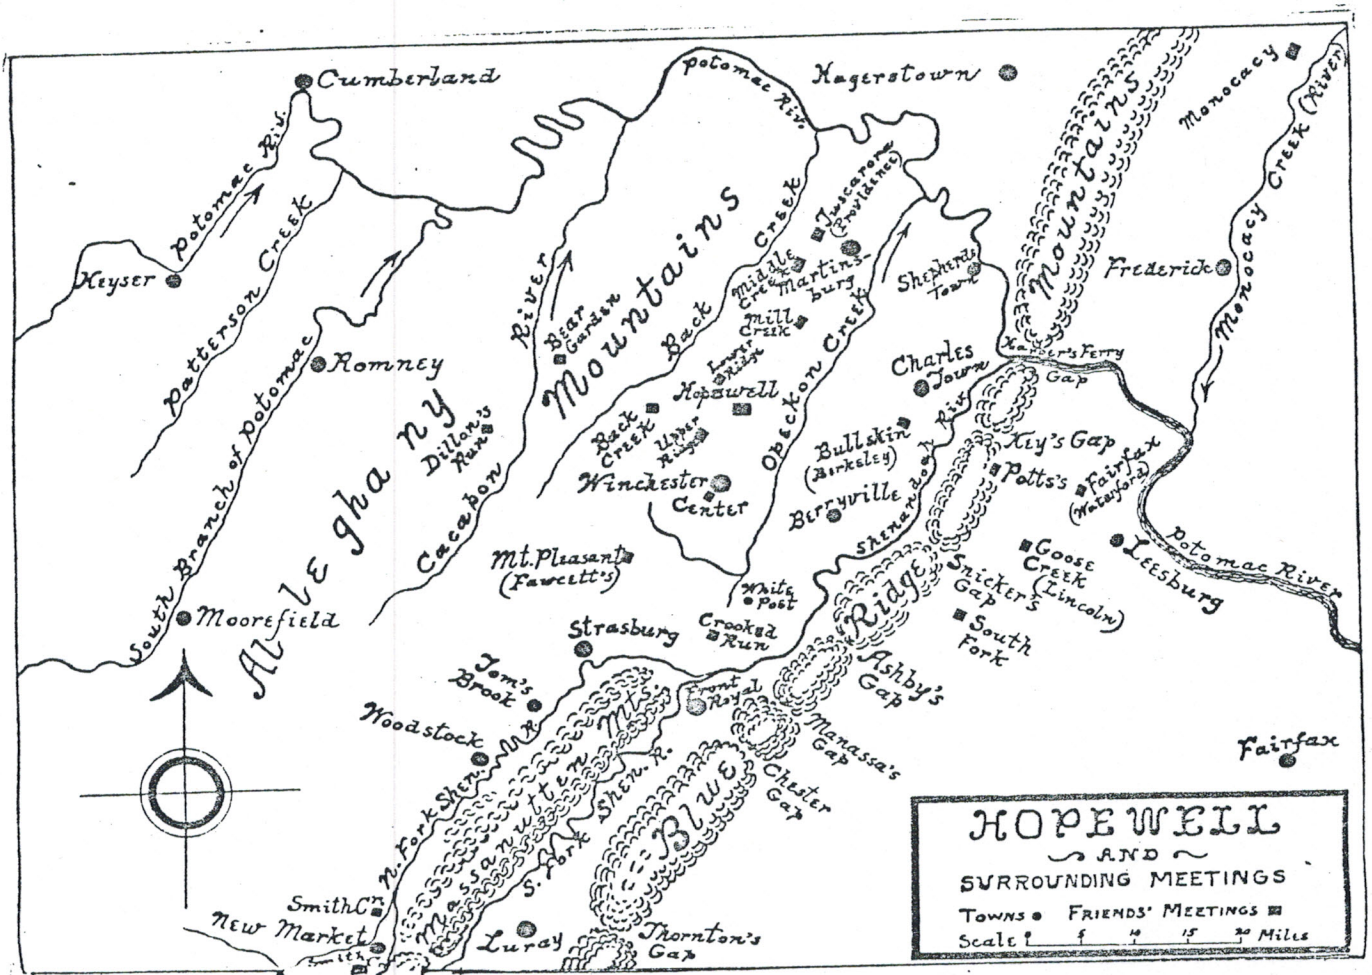 Cumberland
Potomac Riv.
Hagerstown
Monocacy
Mountains
Potomac Riv.
Monocacy Creek (River)
Keyser
Patterson Creek
Tuscarora
(Providence)
Middle
Creek
Martins-
burg
Shepherds
Town
Frederick
River
Bear
Garden
Mountains
Back Creek
Mill
Creek
Lower
Ridge
Harper's Ferry
Gap
Romney
Charles
Town
Hopewell
Opeckon Creek
South Branch of Potomac
Dillon's
Run
Back
Creek
Upper
Ridge
Bullskin
(Berkeley)
Key's Gap
Potts's
Fairfax
(Waterford)
Winchester
Center
Berryville
Shenandoah Riv.
Cacabon
Alleghany
Mt. Pleasant
(Fawcett's)
Goose
Creek
(Lincoln)
Leesburg
Potomac River
Snicker's
Gap
White
Post
Crooked
Run
South
Fork
Moorefield
Strasburg
Ridge
Ashby's
Gap
Tom's
Brook
Front
Royal
Woodstock
Manassa's
Gap
Fairfax
N. Fork Shen. R.
Massanutten Mts.
S. Fork Shen. R.
Blue
Chester
Gap
Smith Cr.
New Market
Smith
Luray
Thornton's
Gap
HOPEWELL
AND
SURROUNDING MEETINGS
Towns FRIENDS' MEETINGS
Scale 0 5 10 15 20 Miles